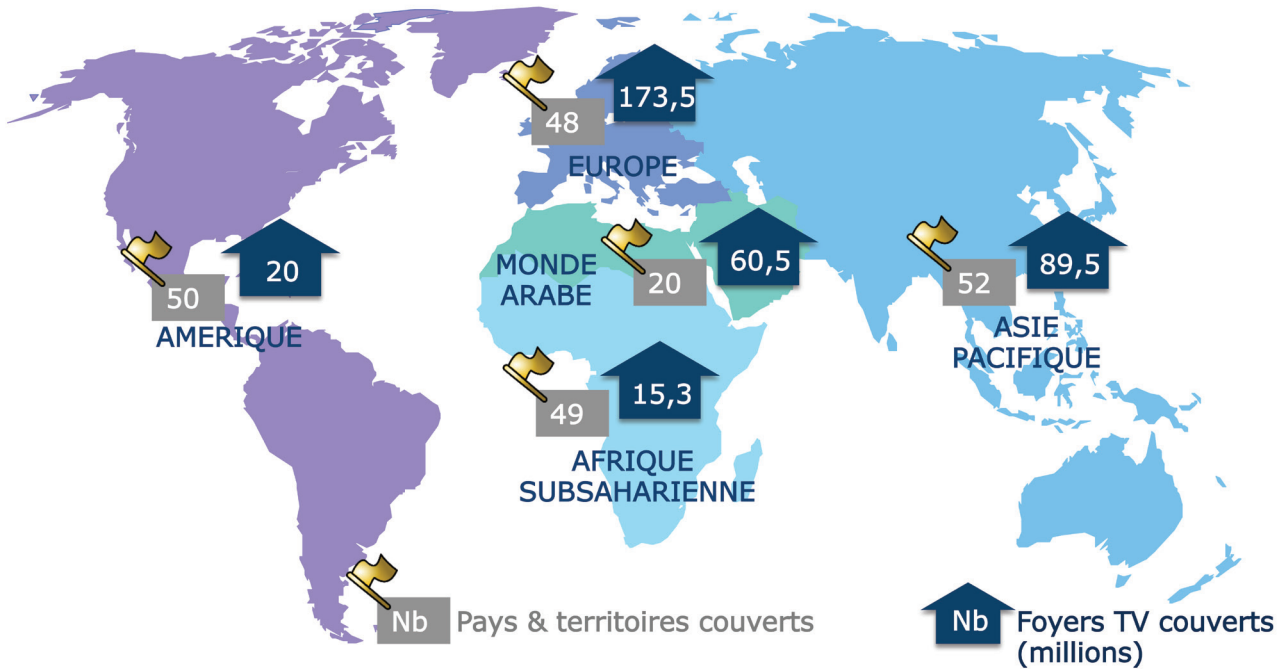 173,5
48
EUROPE
20
50
AMERIQUE
MONDE
ARABE
60,5
20
89,5
52
ASIE
PACIFIQUE
15,3
49
AFRIQUE
SUBSAHARIENNE
Nb Pays & territoires couverts
Nb Foyers TV couverts
(millions)